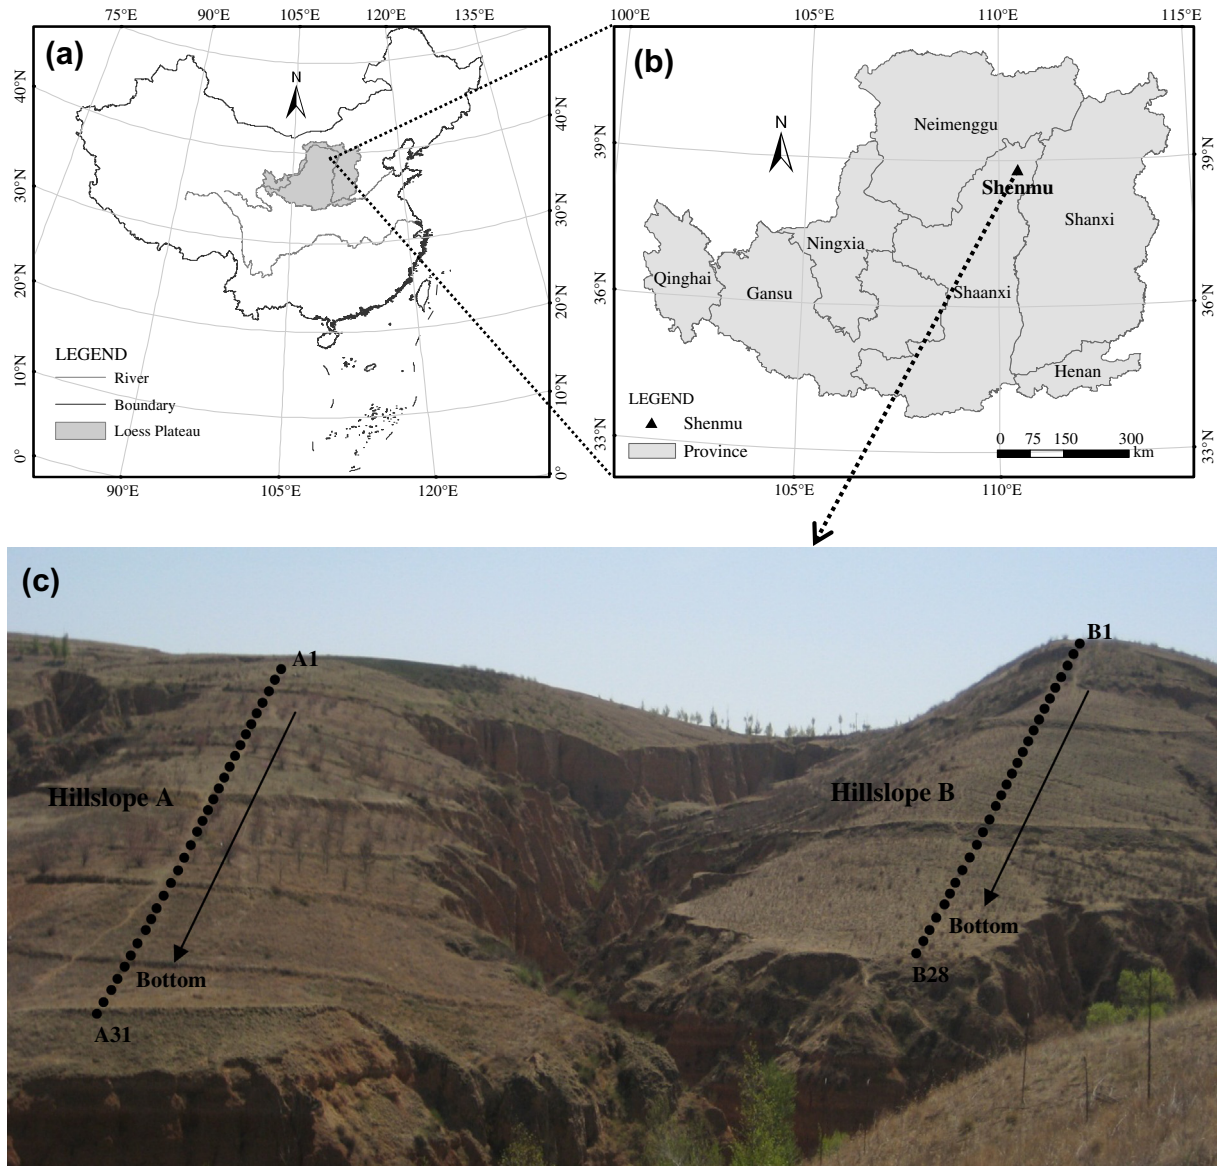 75°E 90°E 105°E 120°E 135°E
(a)
N
40°N
30°N
20°N
10°N
0°
40°N
30°N
20°N
10°N
0°
LEGEND
River
Boundary
Loess Plateau
90°E 105°E 120°E
100°E 105°E 110°E 115°E
(b)
N
39°N
36°N
33°N
39°N
36°N
33°N
Neimenggu
Shenmu
Shanxi
Ningxia
Qinghai
Gansu
Shaanxi
Henan
LEGEND
Shenmu
Province
0 75 150 300
km
105°E 110°E
(c)
A1
B1
Hillslope A
Hillslope B
Bottom
Bottom
A31
B28